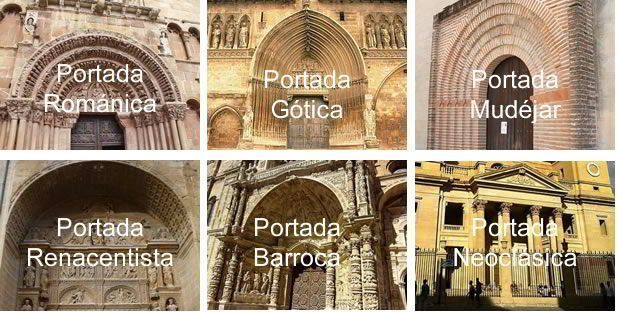 Portada
Románica
Portada
Gótica
Portada
Mudéjar
Portada
Renacentista
Portada
Barroca
Portada
Neoclásica